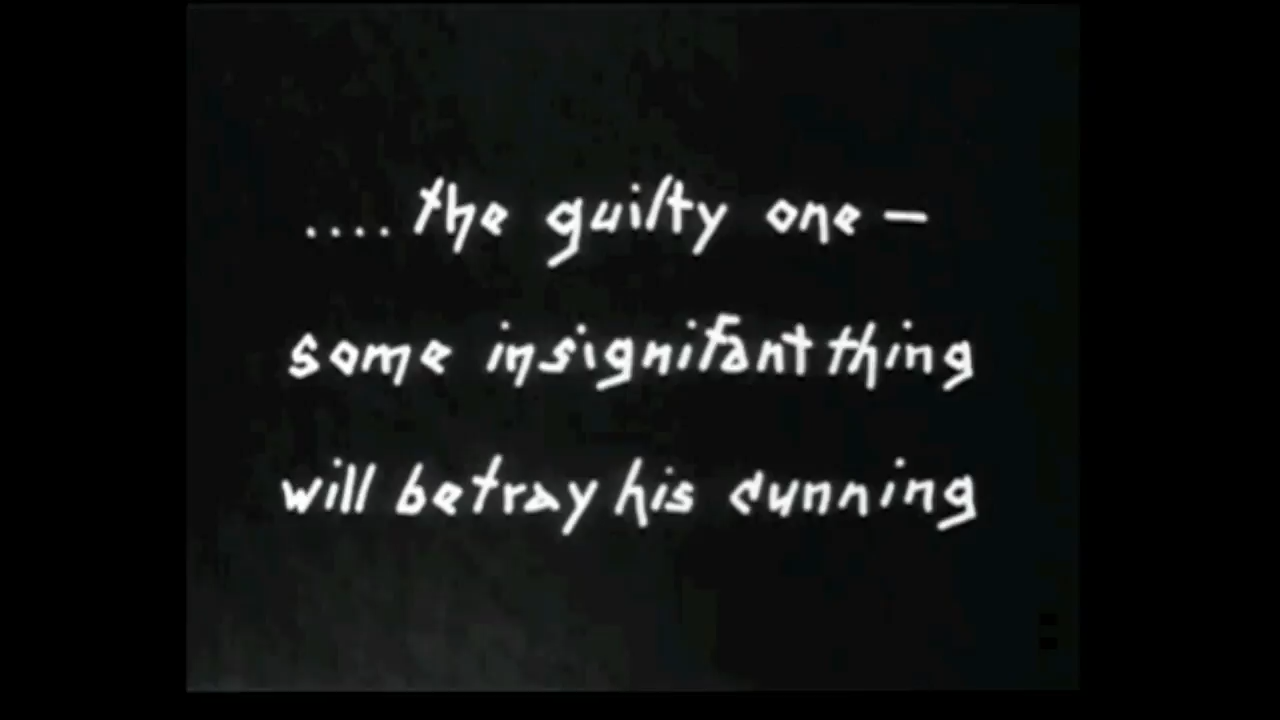 .... the guilty one —
some insignifant thing
will betray his cunning